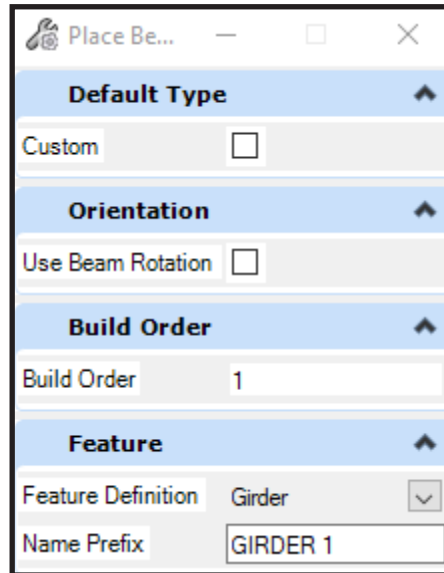 Place Be...
Default Type
Custom
Orientation
Use Beam Rotation
Build Order
Build Order 1
Feature
Feature Definition Girder
Name Prefix GIRDER 1